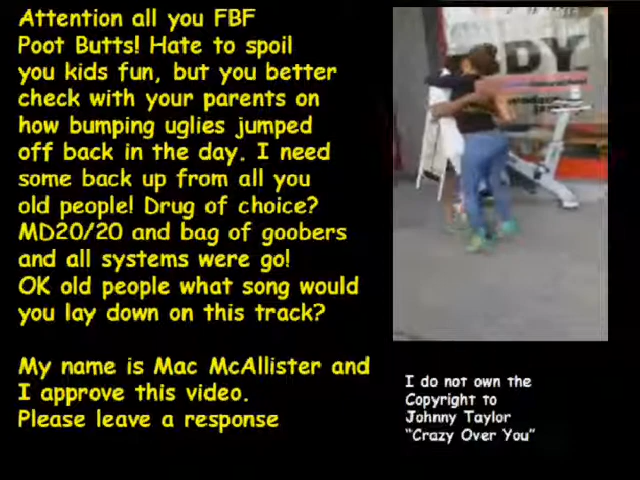 Attention all you FBF
Poot Butts! Hate to spoil
you kids fun, but you better
check with your parents on
how bumping uglies jumped
off back in the day. I need
some back up from all you
old people! Drug of choice?
MD20/20 and bag of goobers
and all systems were go!
OK old people what song would
you lay down on this track?
My name is Mac McAllister and
I approve this video.
Please leave a response
DY.
I do not own the
Copyright to
Johnny Taylor
"Crazy Over You"